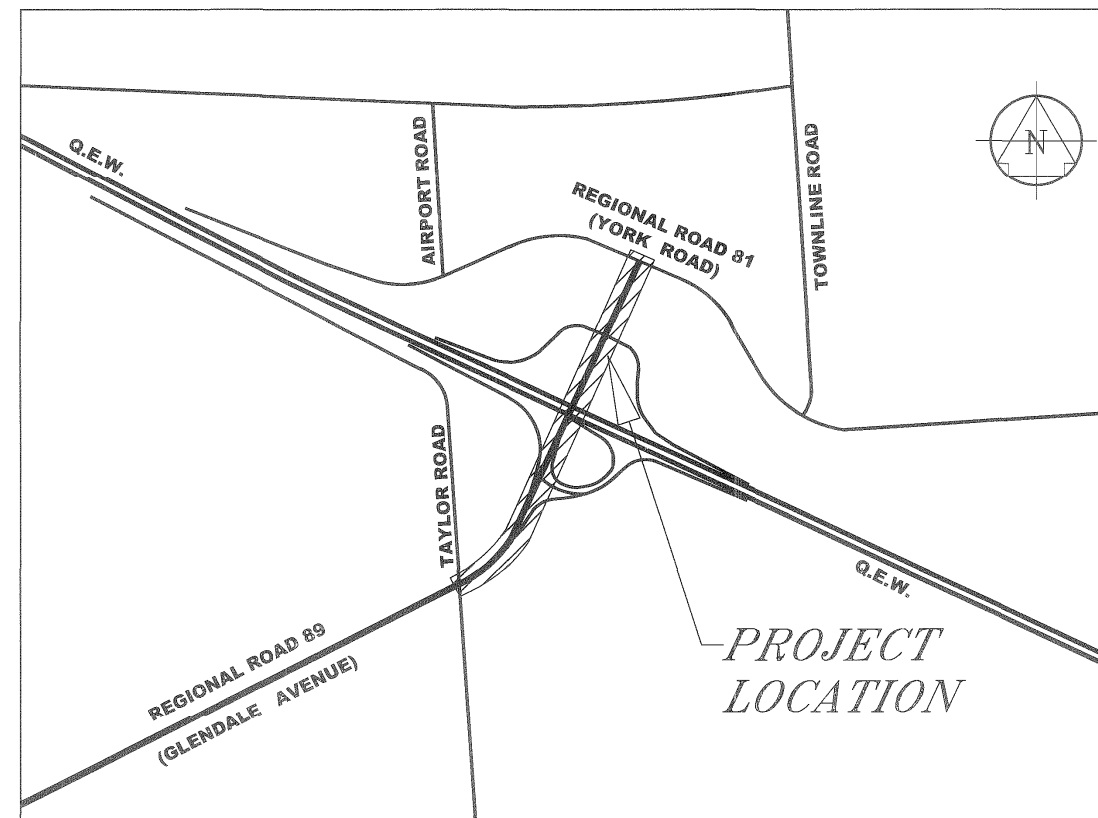 Q.E.W.
AIRPORT ROAD
REGIONAL ROAD 81
(YORK ROAD)
TOWNLINE ROAD
N
TAYLOR ROAD
Q.E.W.
REGIONAL ROAD 89
(GLENDALE AVENUE)
PROJECT
LOCATION